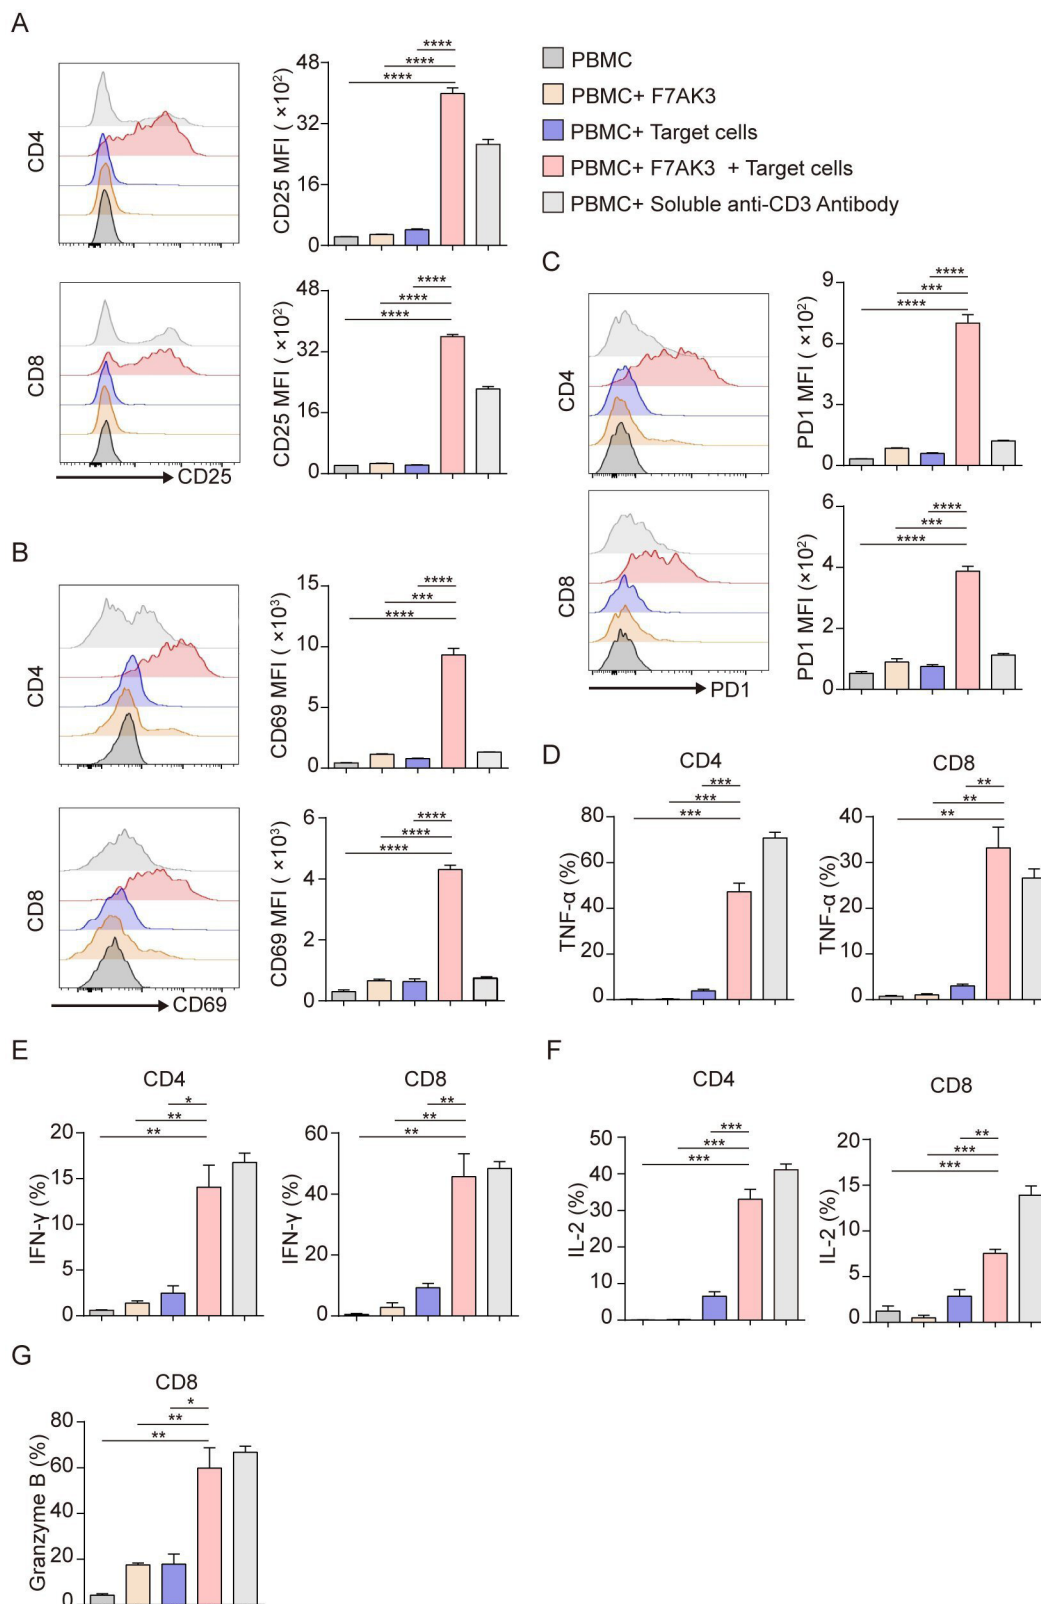 A
PBMC
PBMC+ F7AK3
PBMC+ Target cells
PBMC+ F7AK3 + Target cells
PBMC+ Soluble anti-CD3 Antibody
CD4
CD25 MFI ( ×10²)
48
32
16
0
****
****
****
CD8
CD25
CD25 MFI ( ×10²)
48
32
16
0
****
****
****
B
CD4
CD69 MFI ( ×10³)
15
10
5
0
****
***
****
CD8
CD69
CD69 MFI ( ×10³)
6
4
2
0
****
****
****
C
CD4
PD1 MFI ( ×10²)
9
6
3
0
****
***
****
CD8
PD1
PD1 MFI (×10²)
6
4
2
0
****
***
****
D
CD4
TNF-α (%)
80
60
40
20
0
***
***
***
CD8
TNF-α (%)
40
30
20
10
0
**
**
**
E
CD4
IFN-γ (%)
20
15
10
5
0
*
**
**
CD8
IFN-γ (%)
60
40
20
0
**
**
**
F
CD4
IL-2 (%)
50
40
30
20
10
0
***
***
***
CD8
IL-2 (%)
20
15
10
5
0
**
***
***
G
CD8
Granzyme B (%)
80
60
40
20
0
*
**
**